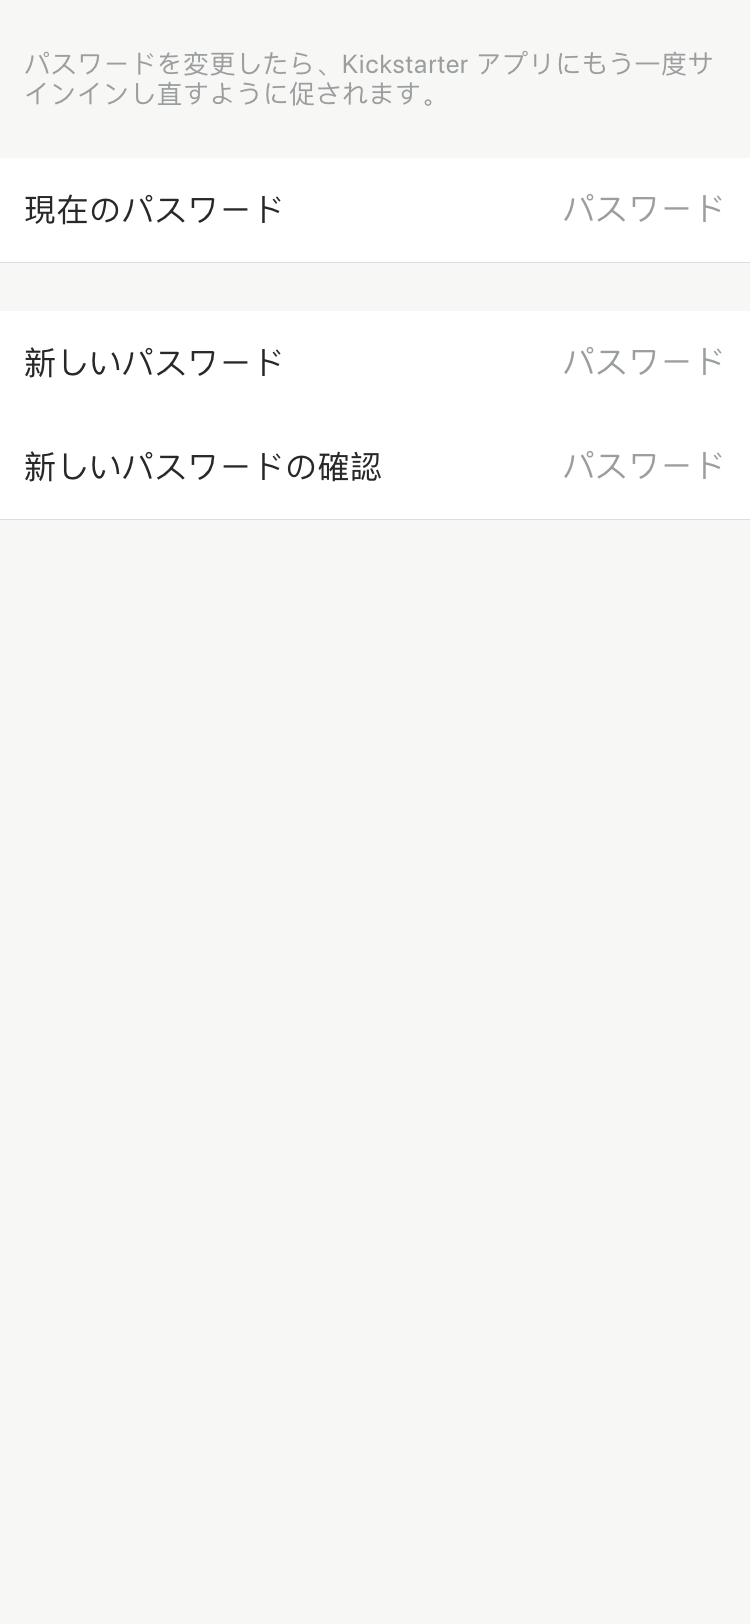 パスワードを変更したら、Kickstarter アプリにもう一度サ
インインし直すように促されます。
現在のパスワード パスワード
新しいパスワード パスワード
新しいパスワードの確認 パスワード